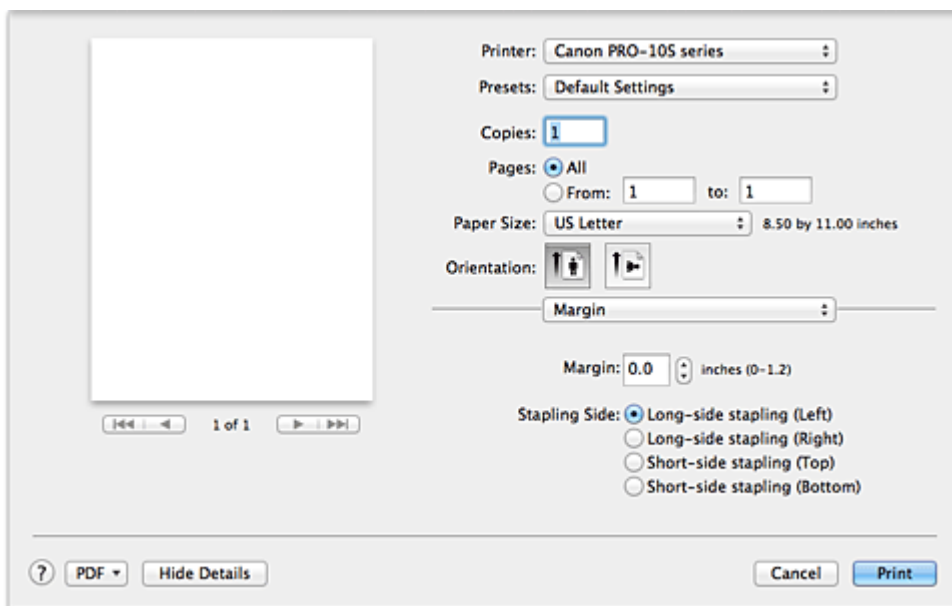 Printer: Canon PRO-10S series
Presets: Default Settings
Copies: 1
Pages: All
From: 1 to: 1
Paper Size: US Letter 8.50 by 11.00 inches
Orientation:
Margin
Margin: 0.0 inches (0-1.2)
Stapling Side: Long-side stapling (Left)
Long-side stapling (Right)
Short-side stapling (Top)
Short-side stapling (Bottom)
1 of 1
? PDF Hide Details Cancel Print